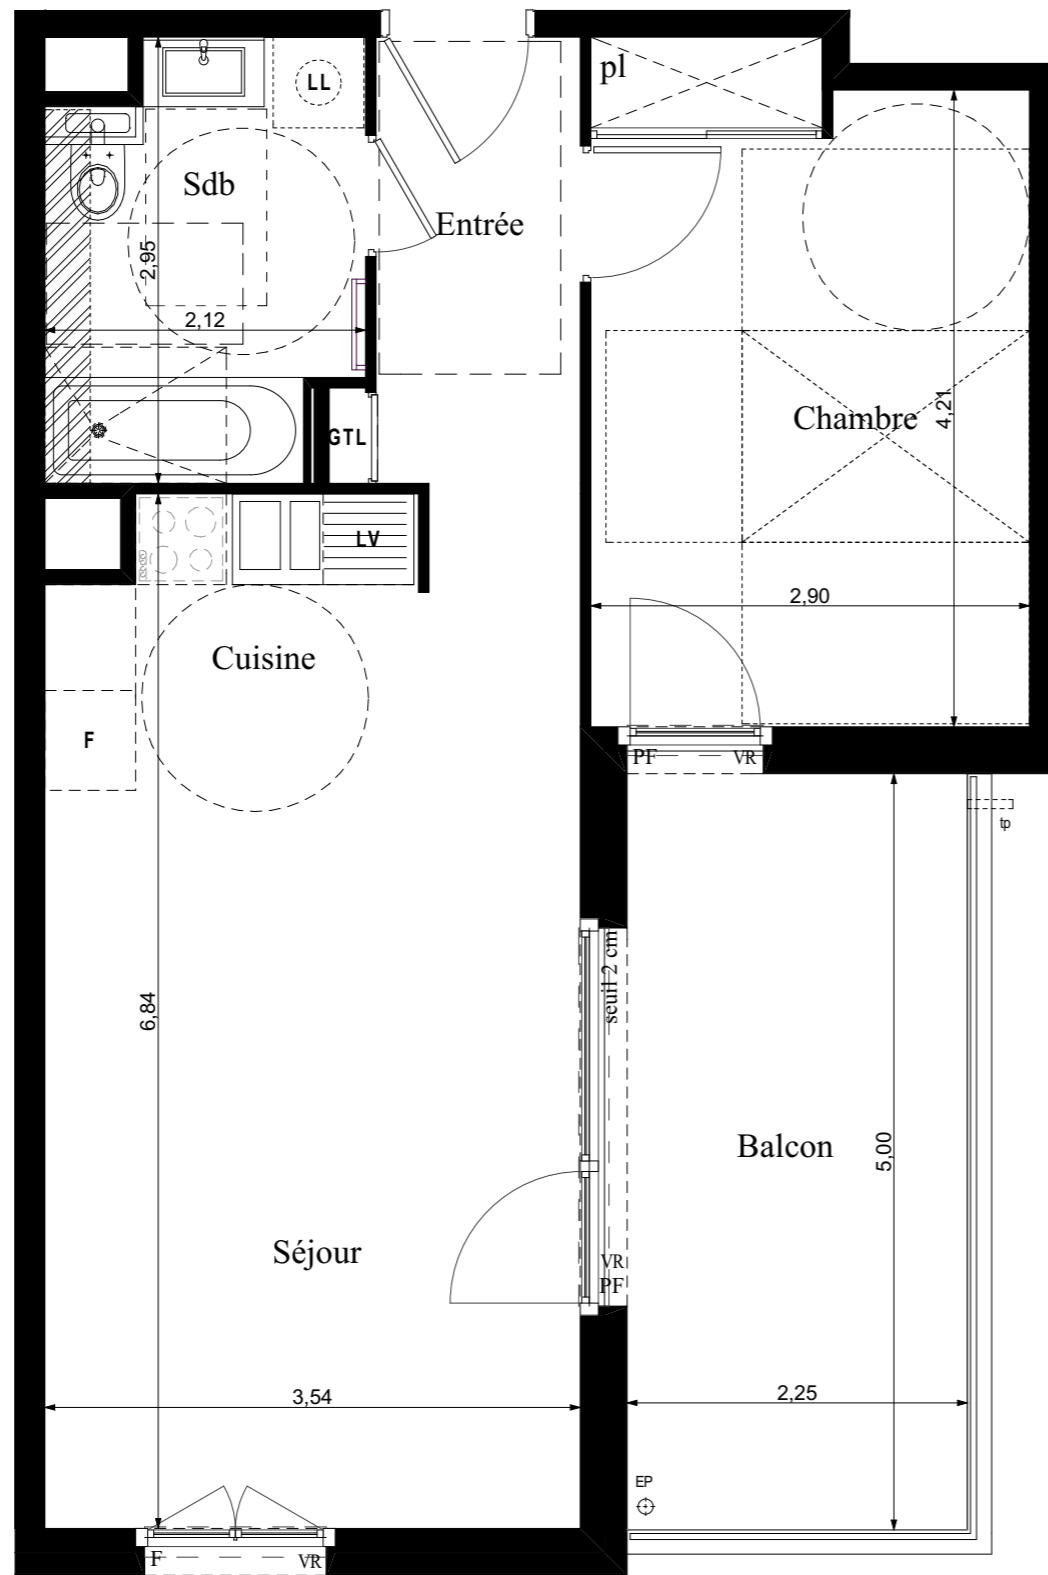 pl
LL
Sdb
Entrée
2,95
2,12
Chambre
4,21
GTL
LV
2,90
Cuisine
F
PF
VR
tp
seuil 2 cm
6,84
Balcon
5,00
Séjour
VR
PF
3,54
2,25
EP
F
VR